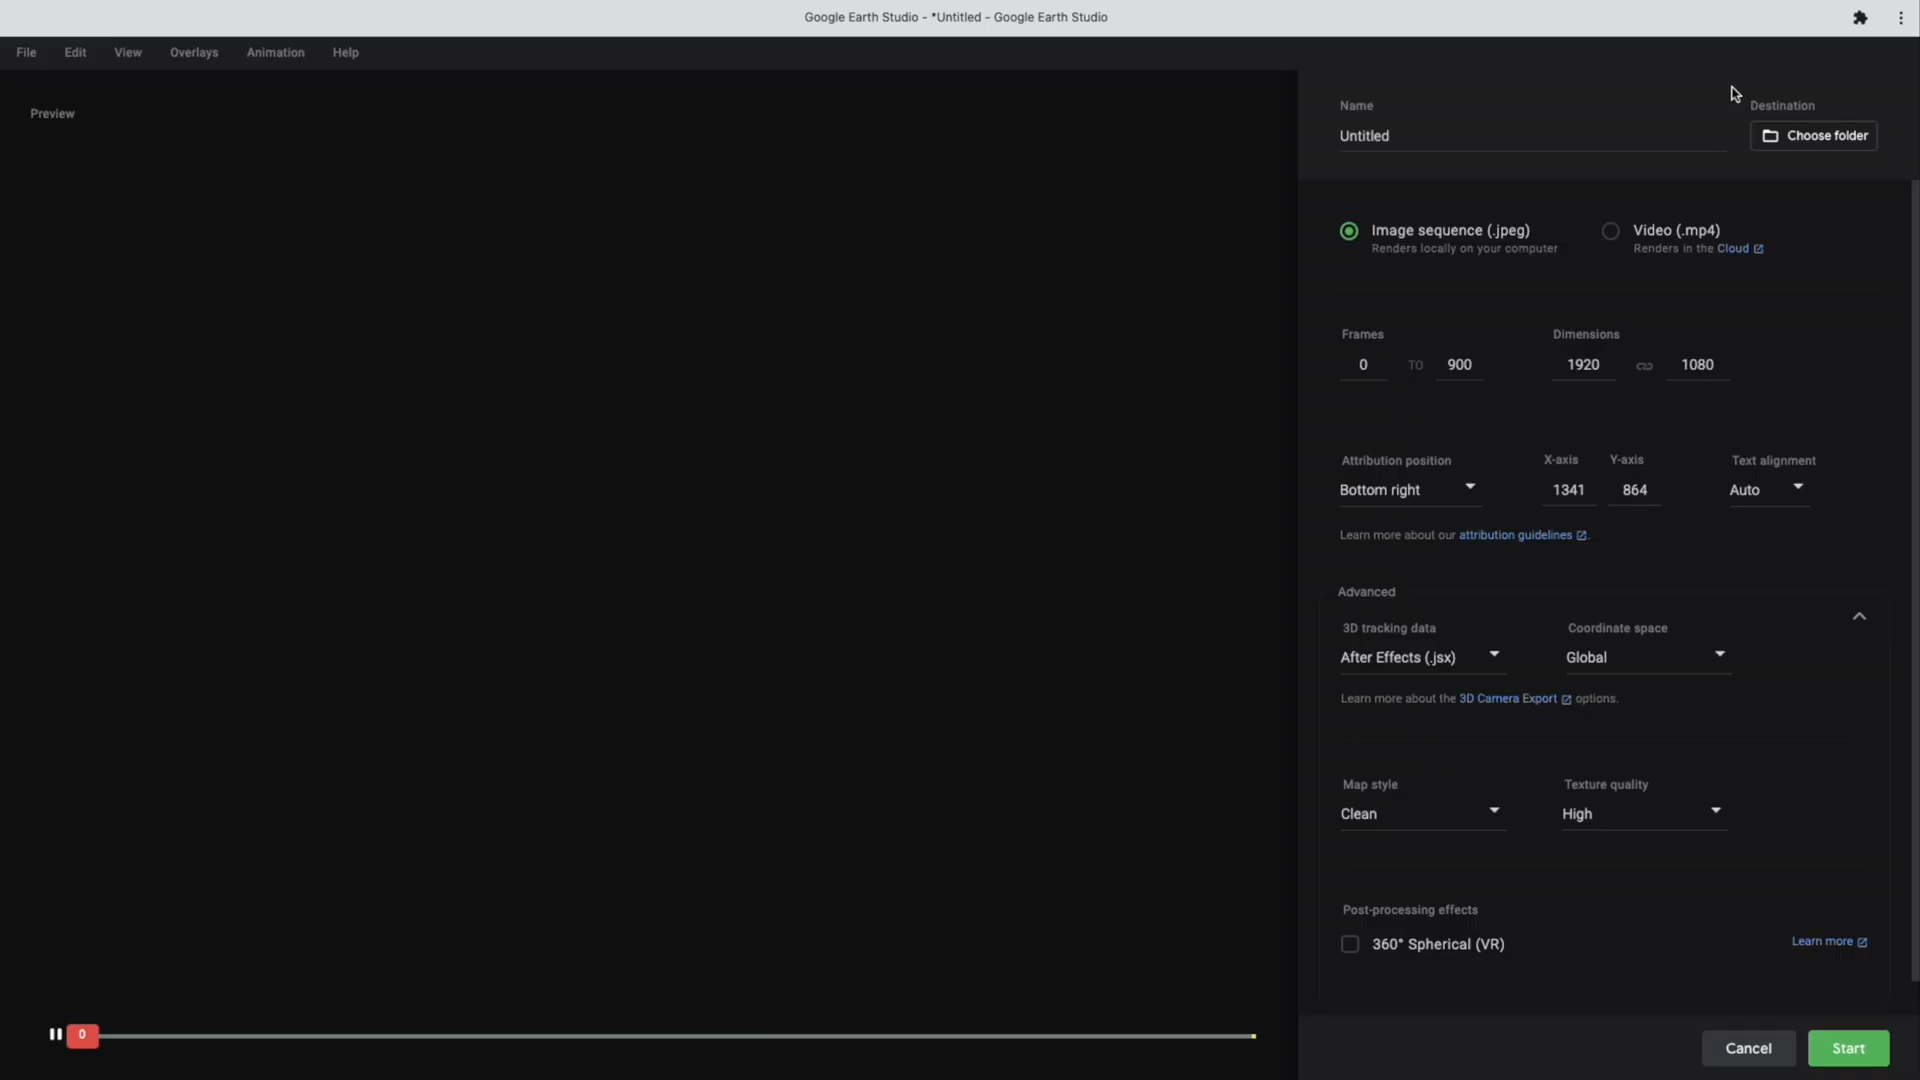 Google Earth Studio - *Untitled - Google Earth Studio
File Edit View Overlays Animation Help
Preview
Name
Destination
Untitled
Choose folder
Image sequence (.jpeg)
Renders locally on your computer
Video (.mp4)
Renders in the Cloud
Frames
Dimensions
0 TO 900
1920 1080
Attribution position
X-axis
Y-axis
Text alignment
Bottom right
1341
864
Auto
Learn more about our attribution guidelines.
Advanced
3D tracking data
Coordinate space
After Effects (.jsx)
Global
Learn more about the 3D Camera Export options.
Map style
Texture quality
Clean
High
Post-processing effects
360° Spherical (VR)
Learn more
0
Cancel
Start